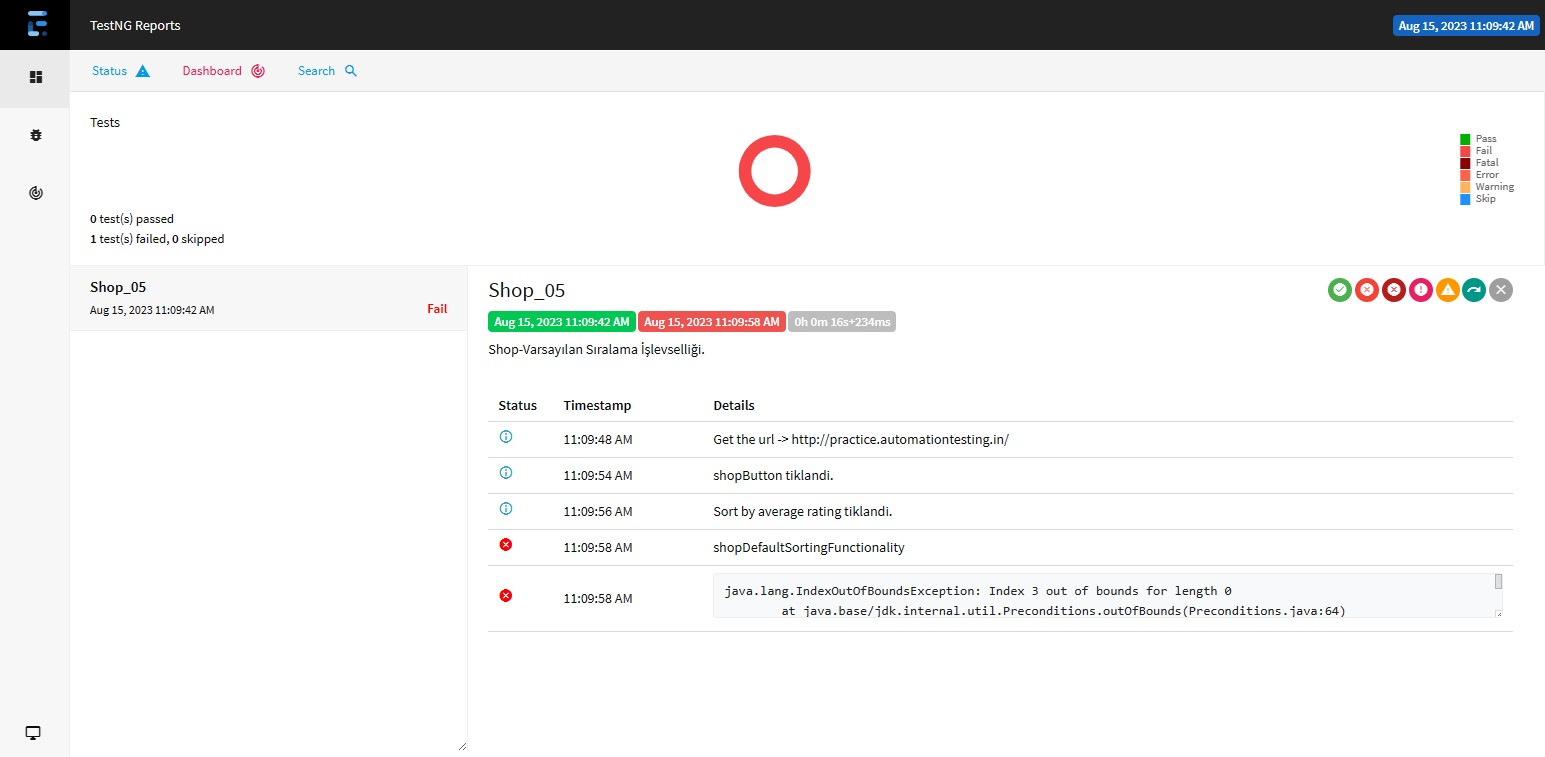 TestNG Reports
Aug 15, 2023 11:09:42 AM
Status
Dashboard
Search
Tests
Pass
Fail
Fatal
Error
Warning
Skip
0 test(s) passed
1 test(s) failed, 0 skipped
Shop_05
Aug 15, 2023 11:09:42 AM
Fail
Shop_05
Aug 15, 2023 11:09:42 AM Aug 15, 2023 11:09:58 AM 0h 0m 16s+234ms
Shop-Varsayılan Sıralama İşlevselliği.
Status Timestamp Details
11:09:48 AM Get the url -> http://practice.automationtesting.in/
11:09:54 AM shopButton tiklandi.
11:09:56 AM Sort by average rating tiklandi.
11:09:58 AM shopDefaultSortingFunctionality
11:09:58 AM
java.lang.IndexOutOfBoundsException: Index 3 out of bounds for length 0
at java.base/jdk.internal.util.Preconditions.outOfBounds(Preconditions.java:64)